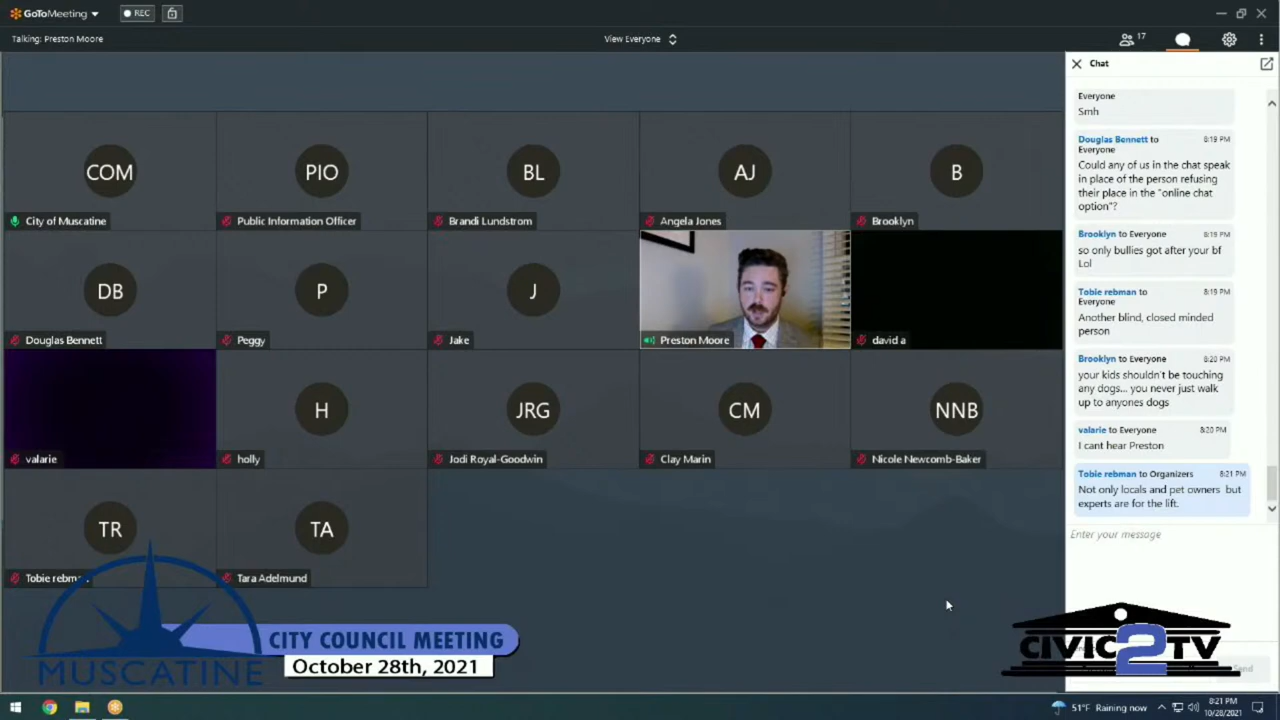 GoToMeeting
REC
Talking: Preston Moore
View Everyone
17
COM
City of Muscatine
PIO
Public Information Officer
BL
Brandi Lundstrom
AJ
Angela Jones
B
Brooklyn
DB
Douglas Bennett
P
Peggy
J
Jake
Preston Moore
david a
valarie
H
holly
JRG
Jodi Royal-Goodwin
CM
Clay Marin
NNB
Nicole Newcomb-Baker
TR
Tobie
TA
Tara Adelmund
Chat
Everyone
Smh
Douglas Bennett to 8:19 PM
Everyone
Could any of us in the chat speak
in place of the person refusing
their place in the "online chat
option"?
Brooklyn to Everyone 8:19 PM
so only bullies got after your bf
Lol
Tobie rebman to 8:19 PM
Everyone
Another blind, closed minded
person
Brooklyn to Everyone 8:20 PM
your kids shouldn't be touching
any dogs... you never just walk
up to anyones dogs
valarie to Everyone 8:20 PM
I cant hear Preston
Tobie rebman to Organizers 8:21 PM
Not only locals and pet owners but
experts are for the lift.
Enter your message
Send
MUSCATINE
CITY COUNCIL MEETING
October 28th, 2021
CIVIC2TV
51°F Raining now
8:21 PM
10/28/2021